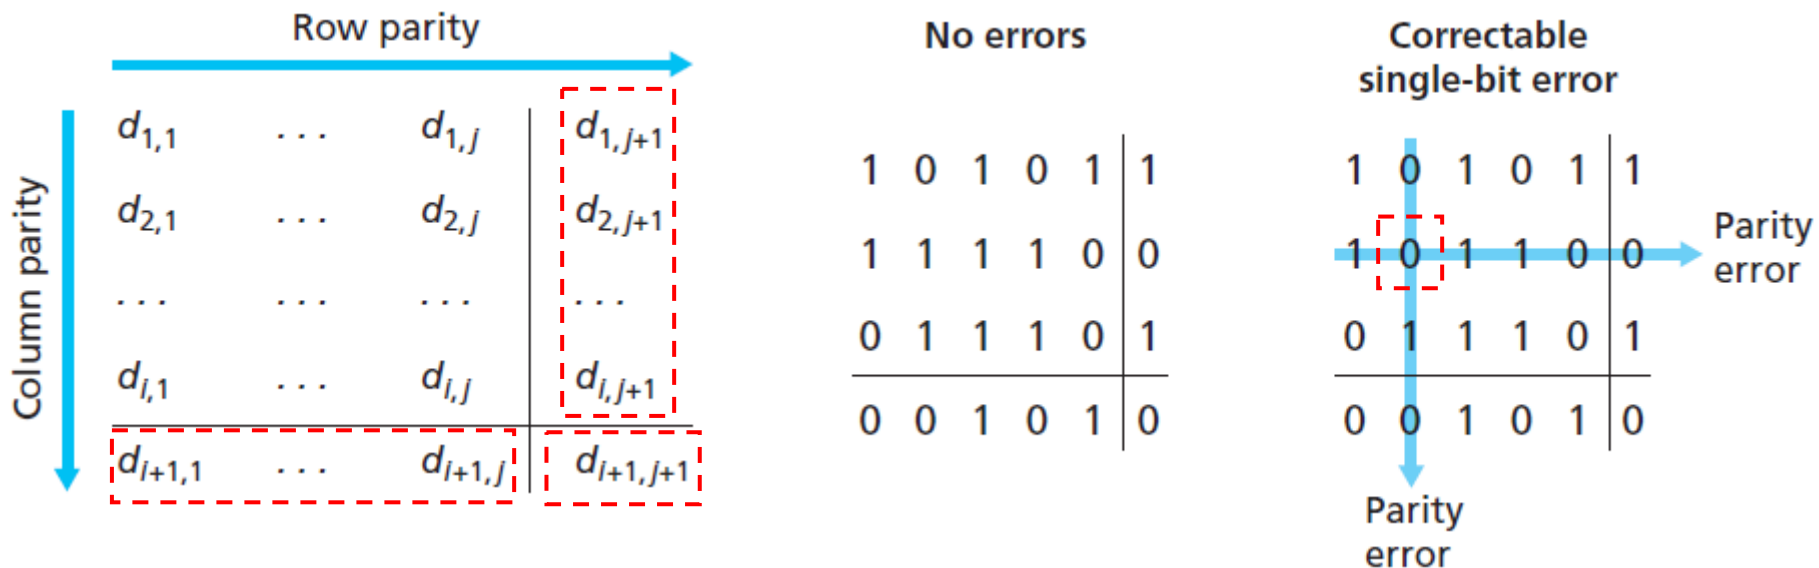 Row parity
Column parity
d1,1 ... d1,j d1,j+1
d2,1 ... d2,j d2,j+1
... ... ... ...
di,1 ... di,j di,j+1
di+1,1 ... di+1,j di+1,j+1
No errors
1 0 1 0 1 1
1 1 1 1 0 0
0 1 1 1 0 1
0 0 1 0 1 0
Correctable
single-bit error
1 0 1 0 1 1
1 0 1 1 0 0
0 1 1 1 0 1
0 0 1 0 1 0
Parity
error
Parity
error